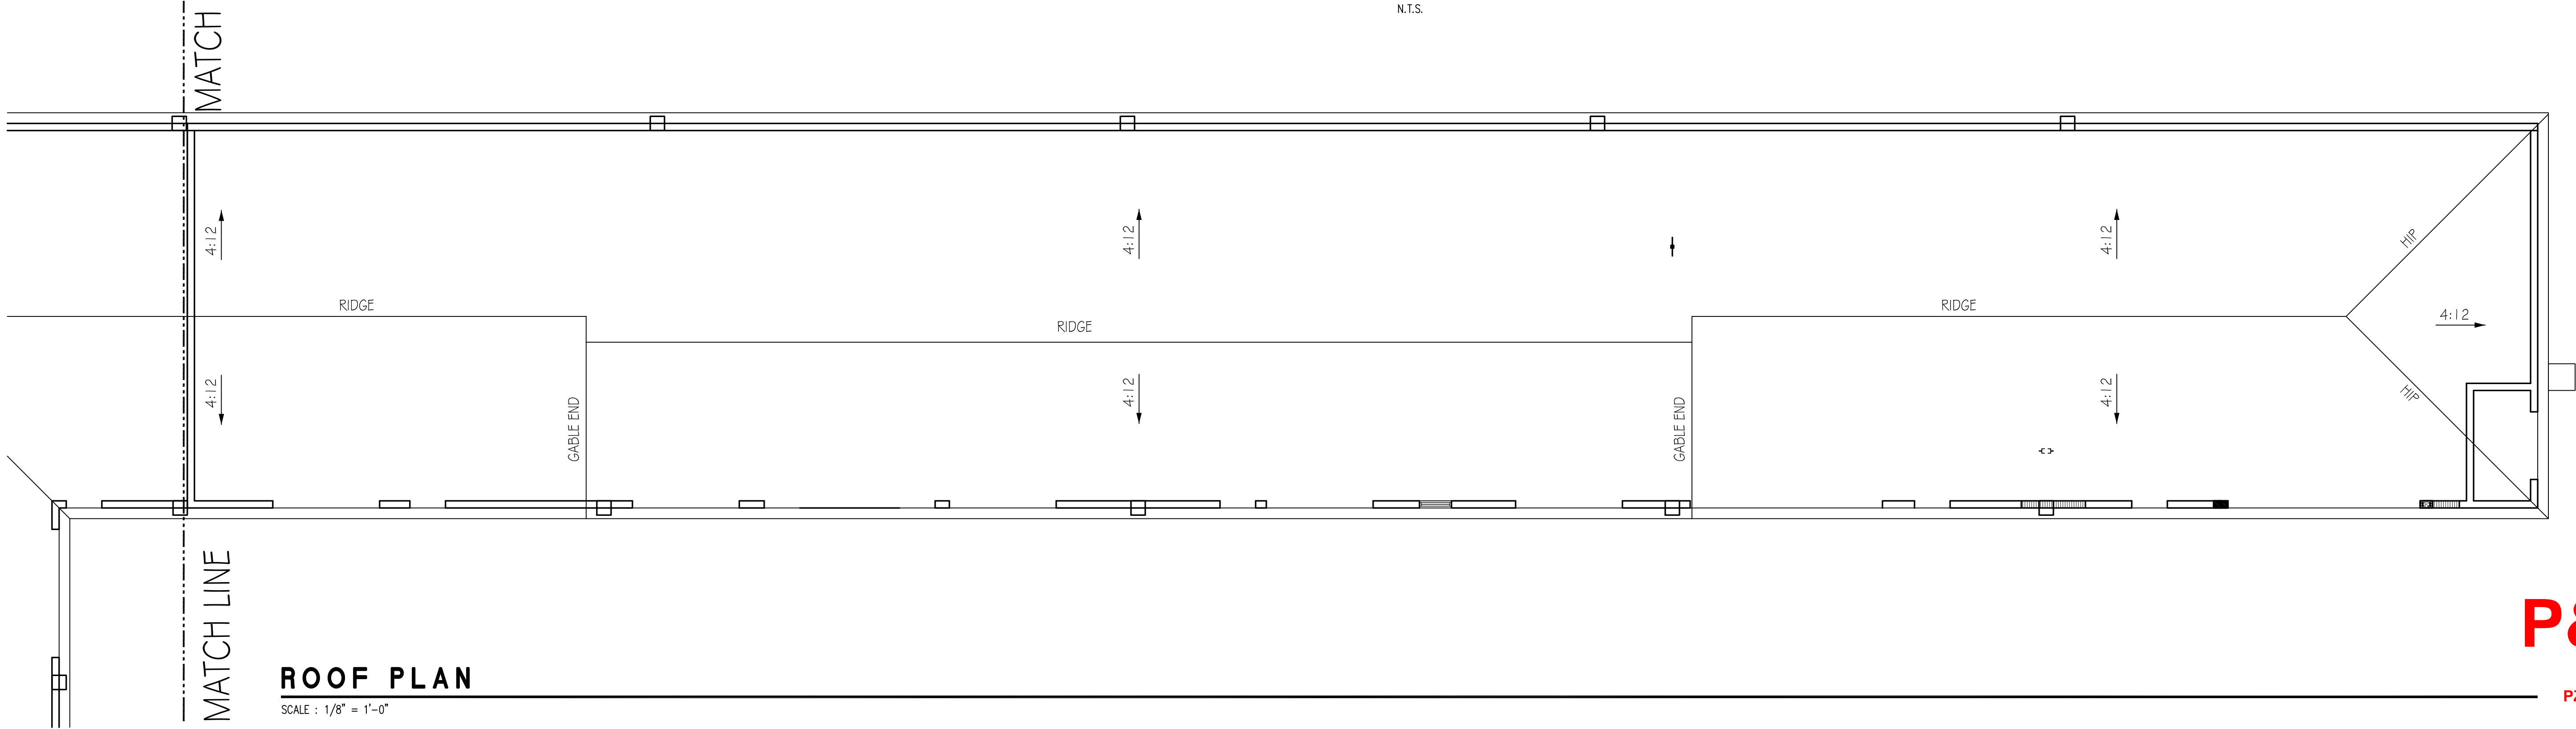 N.T.S.
MATCH
4:12
4:12
4:12
HIP
RIDGE
RIDGE
RIDGE
4:12
4:12
4:12
4:12
HIP
GABLE END
GABLE END
MATCH LINE
P&
ROOF PLAN
SCALE : 1/8" = 1'-0"